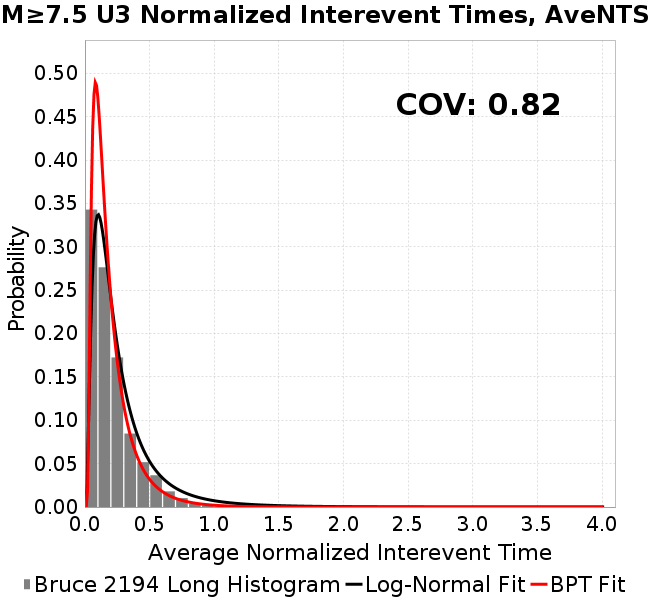 M≥7.5 U3 Normalized Interevent Times, AveNTS
COV: 0.82
Probability
0.50
0.45
0.40
0.35
0.30
0.25
0.20
0.15
0.10
0.05
0.00
0.0 0.5 1.0 1.5 2.0 2.5 3.0 3.5 4.0
Average Normalized Interevent Time
Bruce 2194 Long Histogram Log-Normal Fit BPT Fit